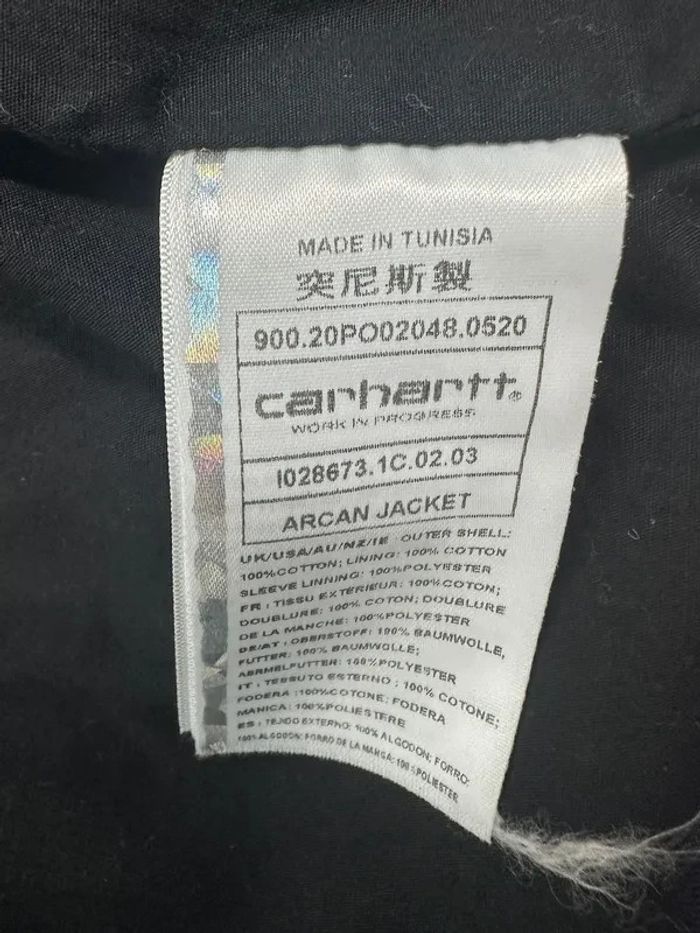 MADE IN TUNISIA
突尼斯製
900.20PO02048.0520
carhartt®
WORK IN PROGRESS
I028673.1C.02.03
ARCAN JACKET
UK/USA/AU/NZ/IE OUTER SHELL:
100%COTTON; LINING: 100% COTTON
SLEEVE LINNING: 100%POLYESTER
FR : TISSU EXTERIEUR: 100% COTON;
DOUBLURE: 100% COTON; DOUBLURE
DE LA MANCHE: 100%POLYESTER
DE/AT : OBERSTOFF: 100% BAUMWOLLE,
FUTTER: 100% BAUMWOLLE;
ABRMELFUTTER: 100%POLYESTER
IT : TESSUTO ESTERNO : 100% COTONE;
FODERA :100%COTONE; FODERA
MANICA: 100%POLIESTERE
ES : TEJIDO EXTERNO: 100% ALGODON; FORRO:
100% ALGODON; FORRO DE LA MANGA: 100%POLIESTER